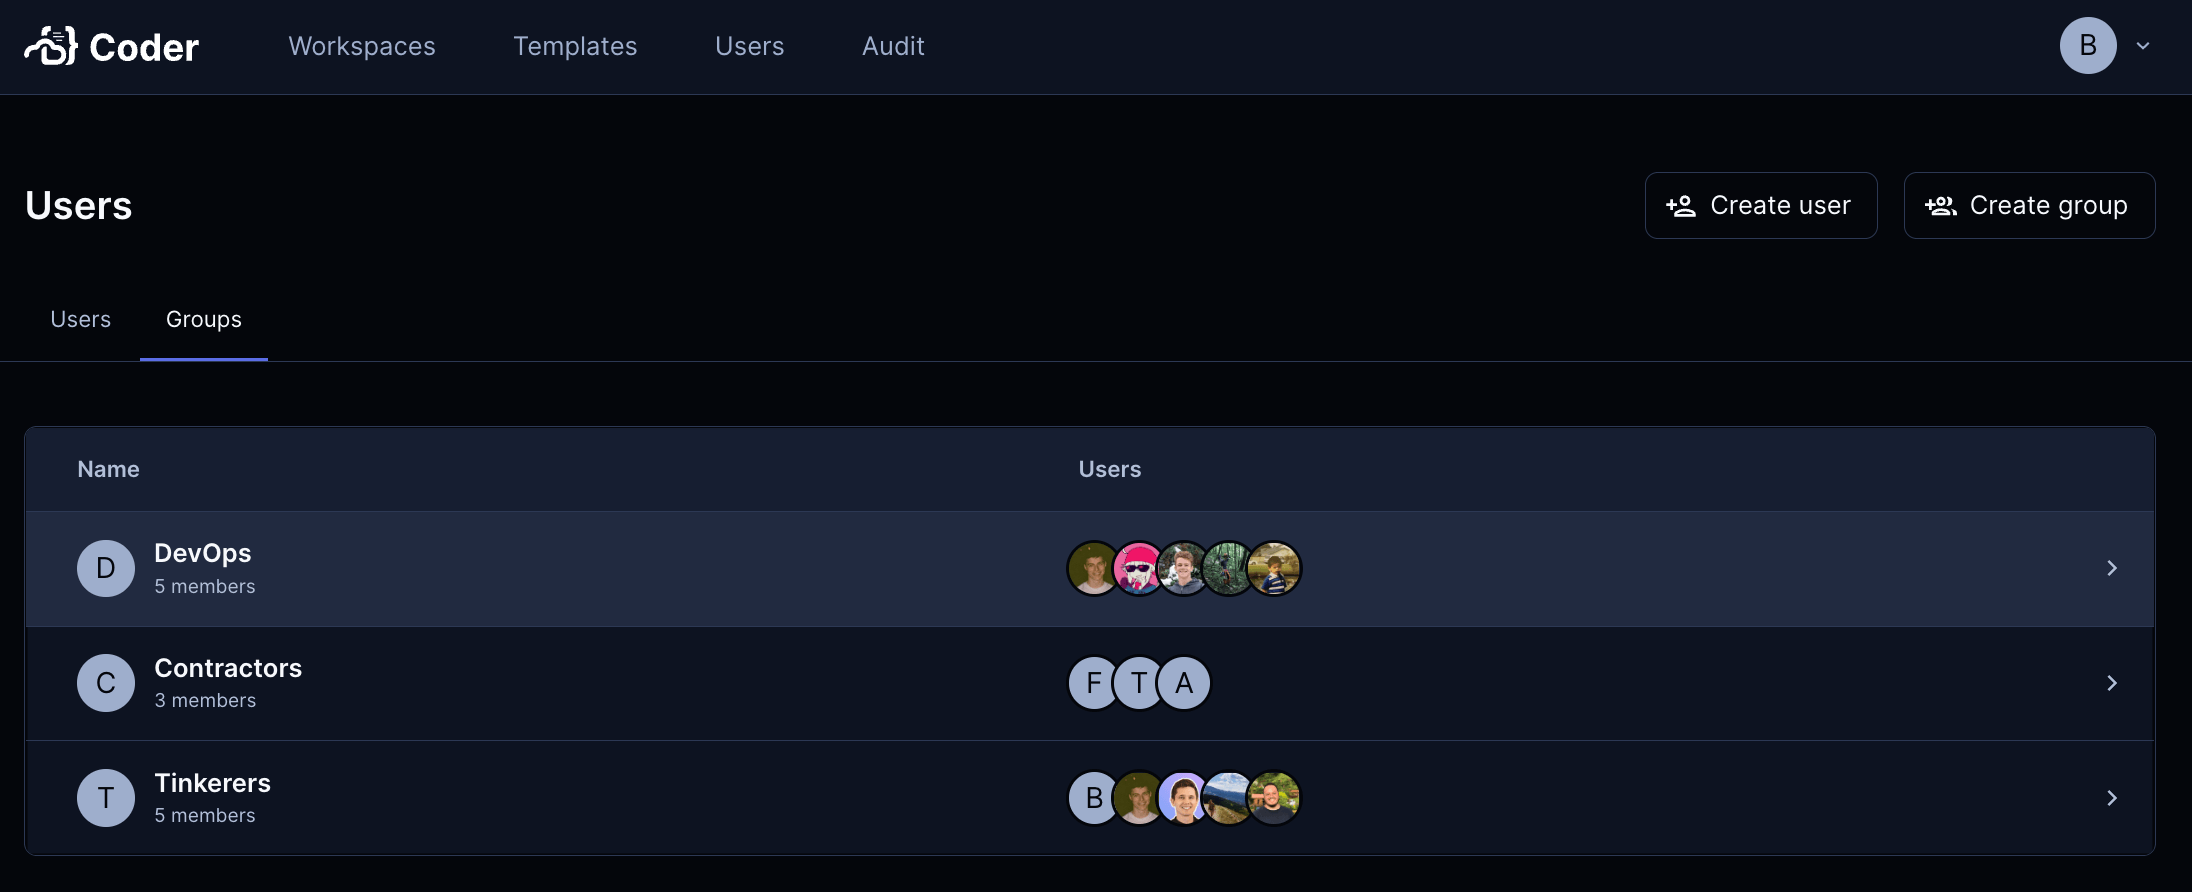 Coder Workspaces Templates Users Audit B
Users Create user Create group
Users Groups
Name Users
D DevOps
5 members
C Contractors F T A
3 members
T Tinkerers B
5 members